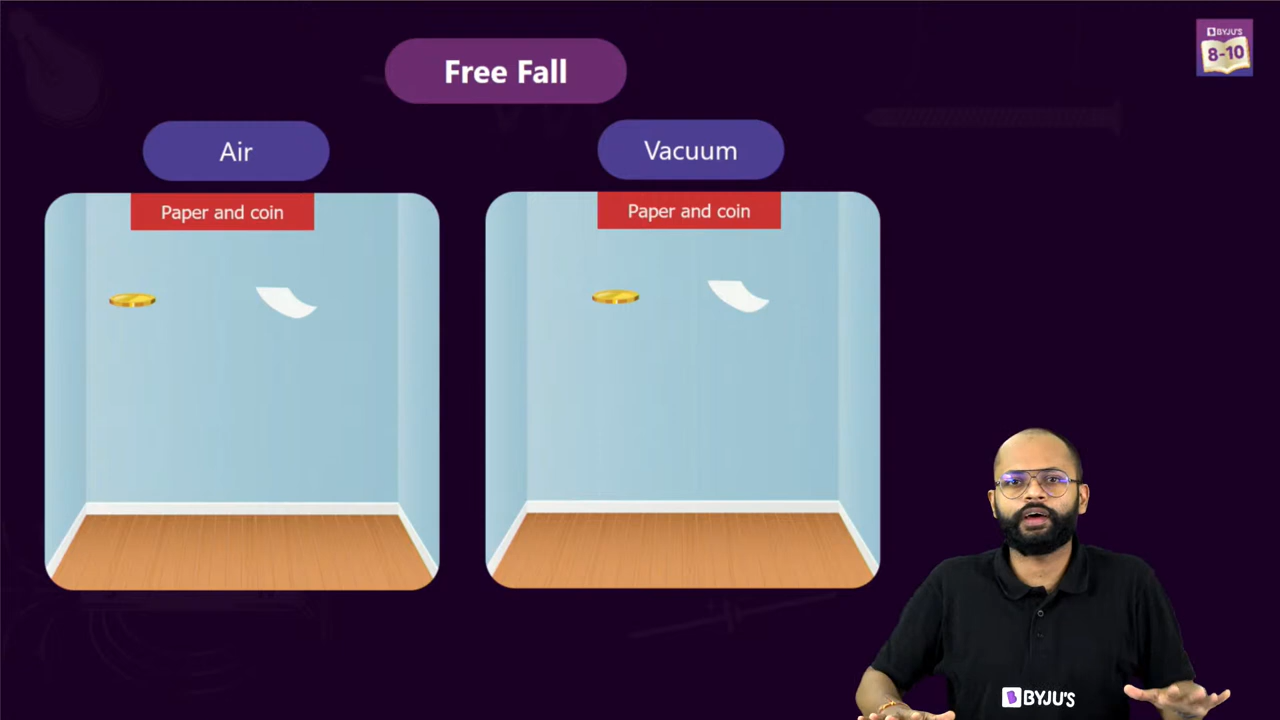 Free Fall
BYJU'S
8-10
Air
Vacuum
Paper and coin
Paper and coin
BYJU'S